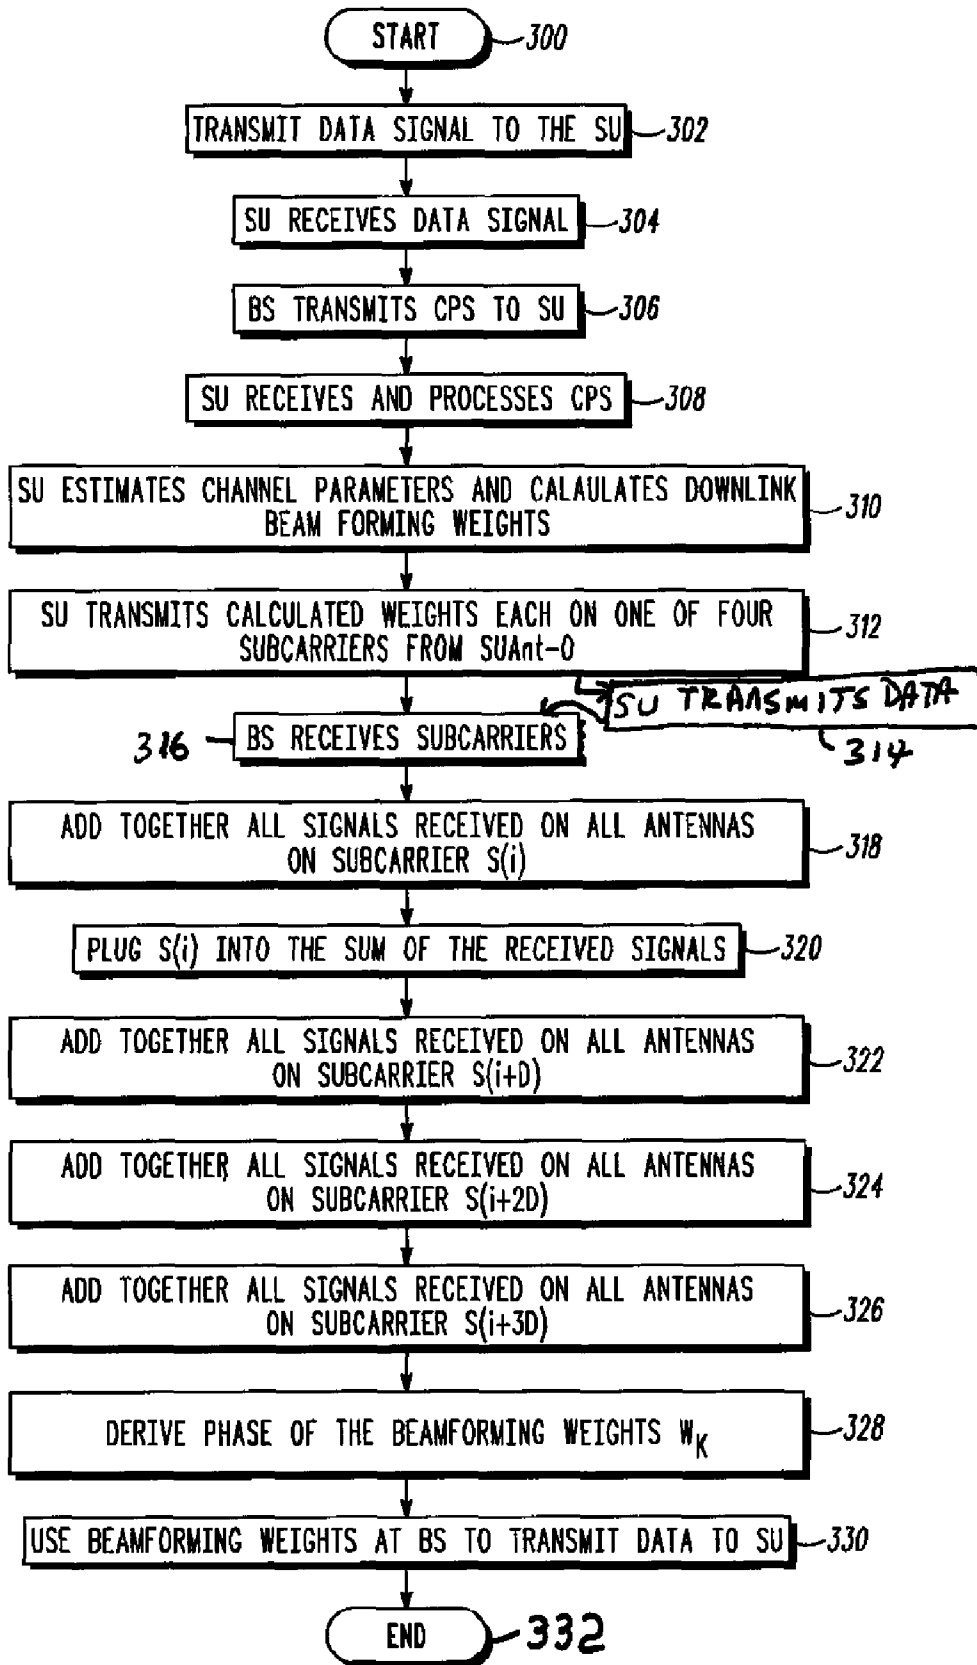 START 300
TRANSMIT DATA SIGNAL TO THE SU 302
SU RECEIVES DATA SIGNAL 304
BS TRANSMITS CPS TO SU 306
SU RECEIVES AND PROCESSES CPS 308
SU ESTIMATES CHANNEL PARAMETERS AND CALAULATES DOWNLINK
BEAM FORMING WEIGHTS 310
SU TRANSMITS CALCULATED WEIGHTS EACH ON ONE OF FOUR
SUBCARRIERS FROM SUAnt-0 312
SU TRANSMITS DATA
314
316 BS RECEIVES SUBCARRIERS
ADD TOGETHER ALL SIGNALS RECEIVED ON ALL ANTENNAS
ON SUBCARRIER S(i) 318
PLUG S(i) INTO THE SUM OF THE RECEIVED SIGNALS 320
ADD TOGETHER ALL SIGNALS RECEIVED ON ALL ANTENNAS
ON SUBCARRIER S(i+D) 322
ADD TOGETHER ALL SIGNALS RECEIVED ON ALL ANTENNAS
ON SUBCARRIER S(i+2D) 324
ADD TOGETHER ALL SIGNALS RECEIVED ON ALL ANTENNAS
ON SUBCARRIER S(i+3D) 326
DERIVE PHASE OF THE BEAMFORMING WEIGHTS WK 328
USE BEAMFORMING WEIGHTS AT BS TO TRANSMIT DATA TO SU 330
END 332